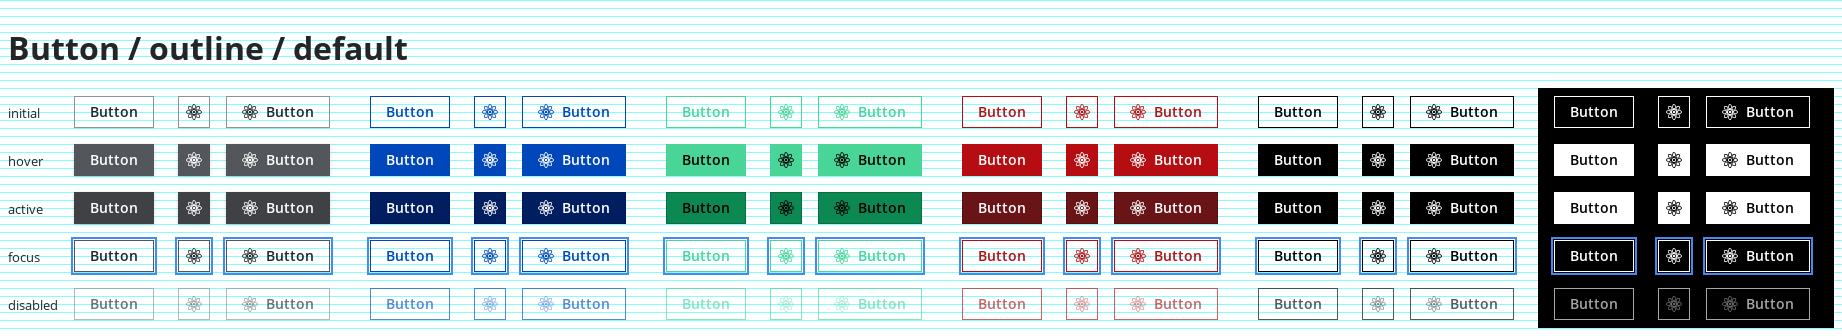 Button / outline / default
initial Button Button Button Button Button Button Button Button Button Button Button Button
hover Button Button Button Button Button Button Button Button Button Button Button Button
active Button Button Button Button Button Button Button Button Button Button Button Button
focus Button Button Button Button Button Button Button Button Button Button Button Button
disabled Button Button Button Button Button Button Button Button Button Button Button Button